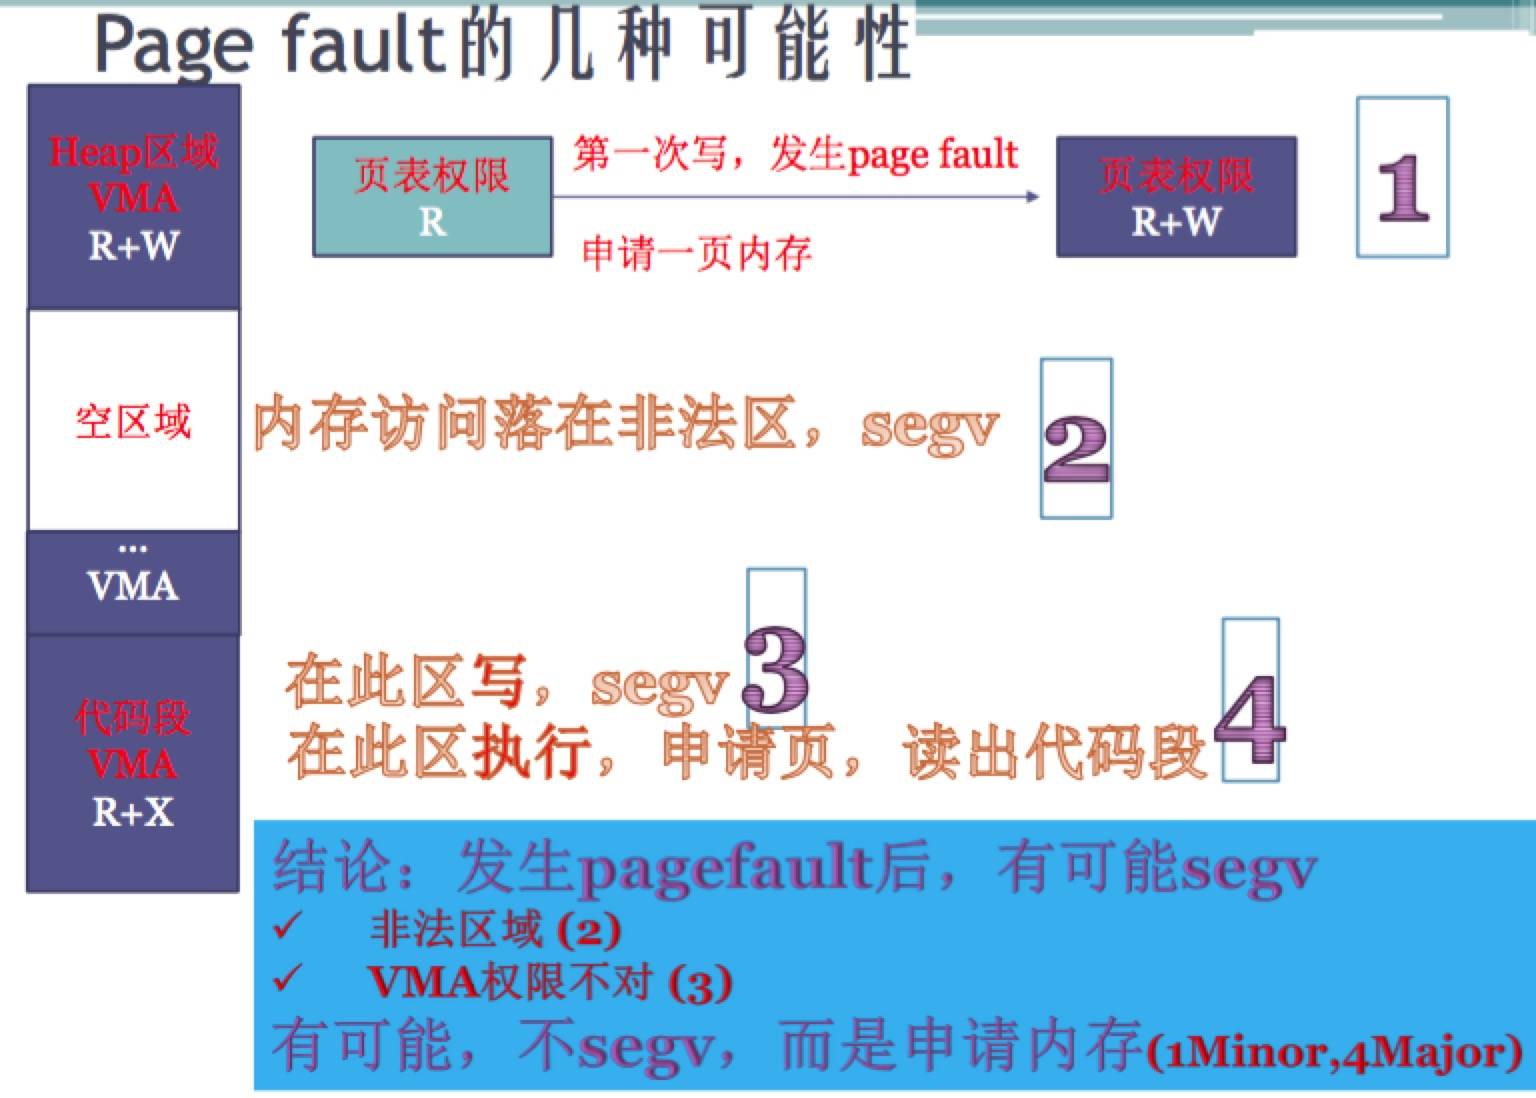 Page fault的几种可能性
Heap区域
VMA
R+W
页表权限
R
第一次写，发生page fault
申请一页内存
页表权限
R+W
1
空区域
内存访问落在非法区，segv
2
...
VMA
代码段
VMA
R+X
在此区写，segv
3
在此区执行，申请页，读出代码段
4
结论：发生pagefault后，有可能segv
✓ 非法区域 (2)
✓ VMA权限不对 (3)
有可能，不segv，而是申请内存(1Minor,4Major)